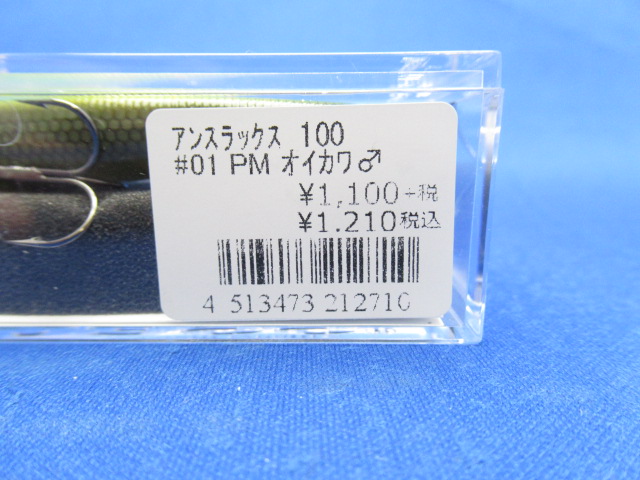 アンスラックス 100
#01 PM オイカワ♂
¥1,100+税
¥1.210税込
4 513473 212710